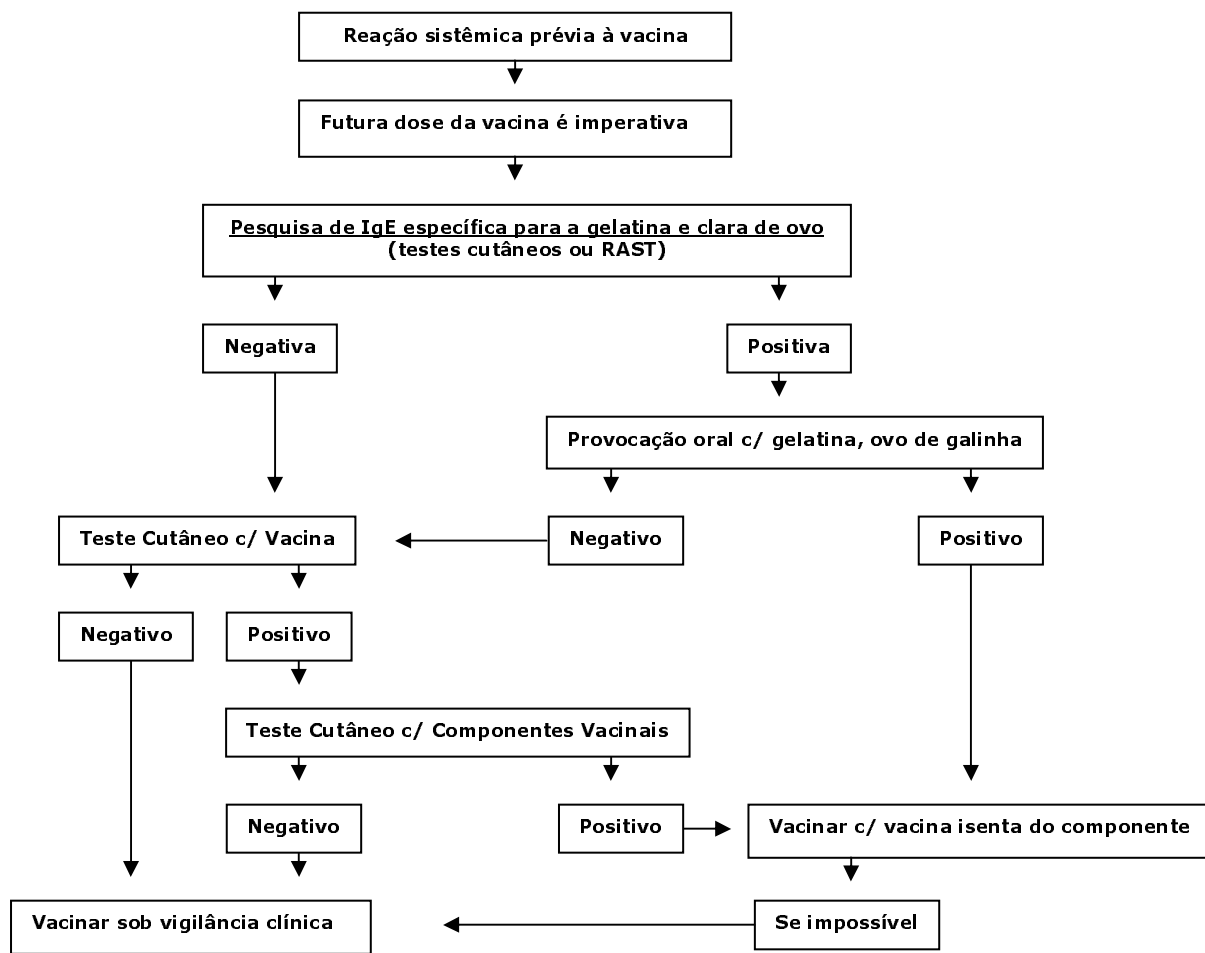 Reação sistêmica prévia à vacina
Futura dose da vacina é imperativa
Pesquisa de IgE específica para a gelatina e clara de ovo
(testes cutâneos ou RAST)
Negativa
Positiva
Provocação oral c/ gelatina, ovo de galinha
Teste Cutâneo c/ Vacina
Negativo
Positivo
Negativo
Positivo
Teste Cutâneo c/ Componentes Vacinais
Negativo
Positivo
Vacinar c/ vacina isenta do componente
Vacinar sob vigilância clínica
Se impossível